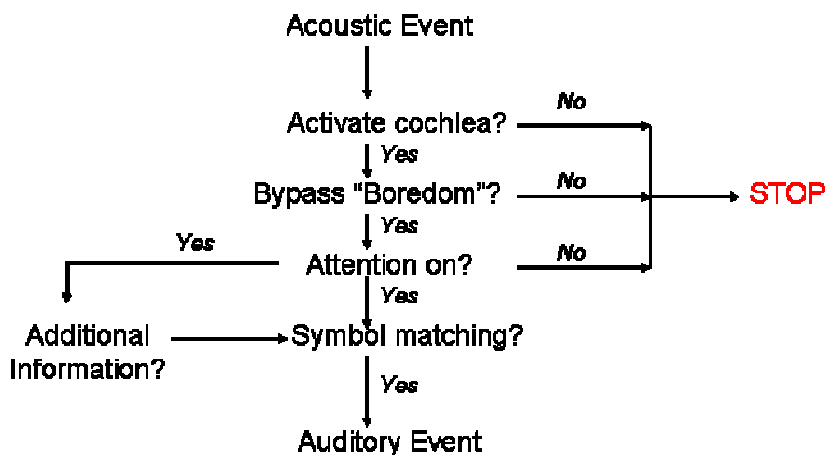 Acoustic Event
Activate cochlea?
No
Yes
Bypass “Boredom”?
No
STOP
Yes
Yes
Attention on?
No
Yes
Additional
Information?
Symbol matching?
Yes
Auditory Event